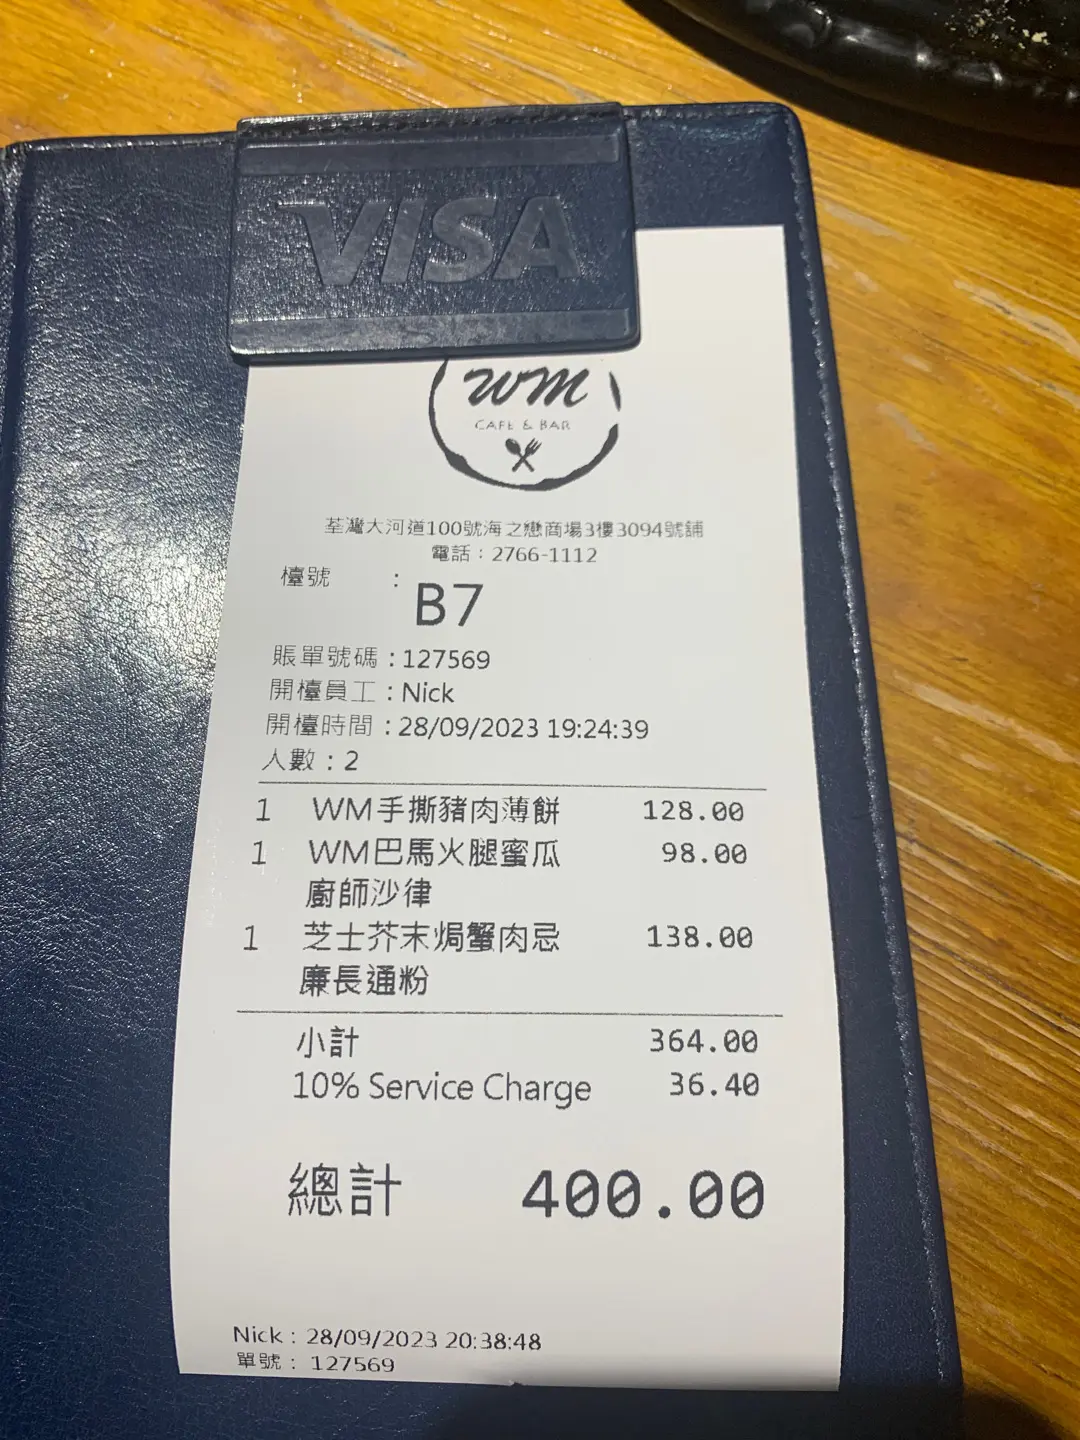 VISA
WM
CAFE & BAR
荃灣大河道100號海之戀商場3樓3094號舖
電話：2766-1112
檯號 ：
B7
賬單號碼：127569
開檯員工：Nick
開檯時間：28/09/2023 19:24:39
人數：2
1 WM手撕豬肉薄餅 128.00
1 WM巴馬火腿蜜瓜 98.00
廚師沙律
1 芝士芥末焗蟹肉忌 138.00
廉長通粉
小計 364.00
10% Service Charge 36.40
總計 400.00
Nick：28/09/2023 20:38:48
單號：127569